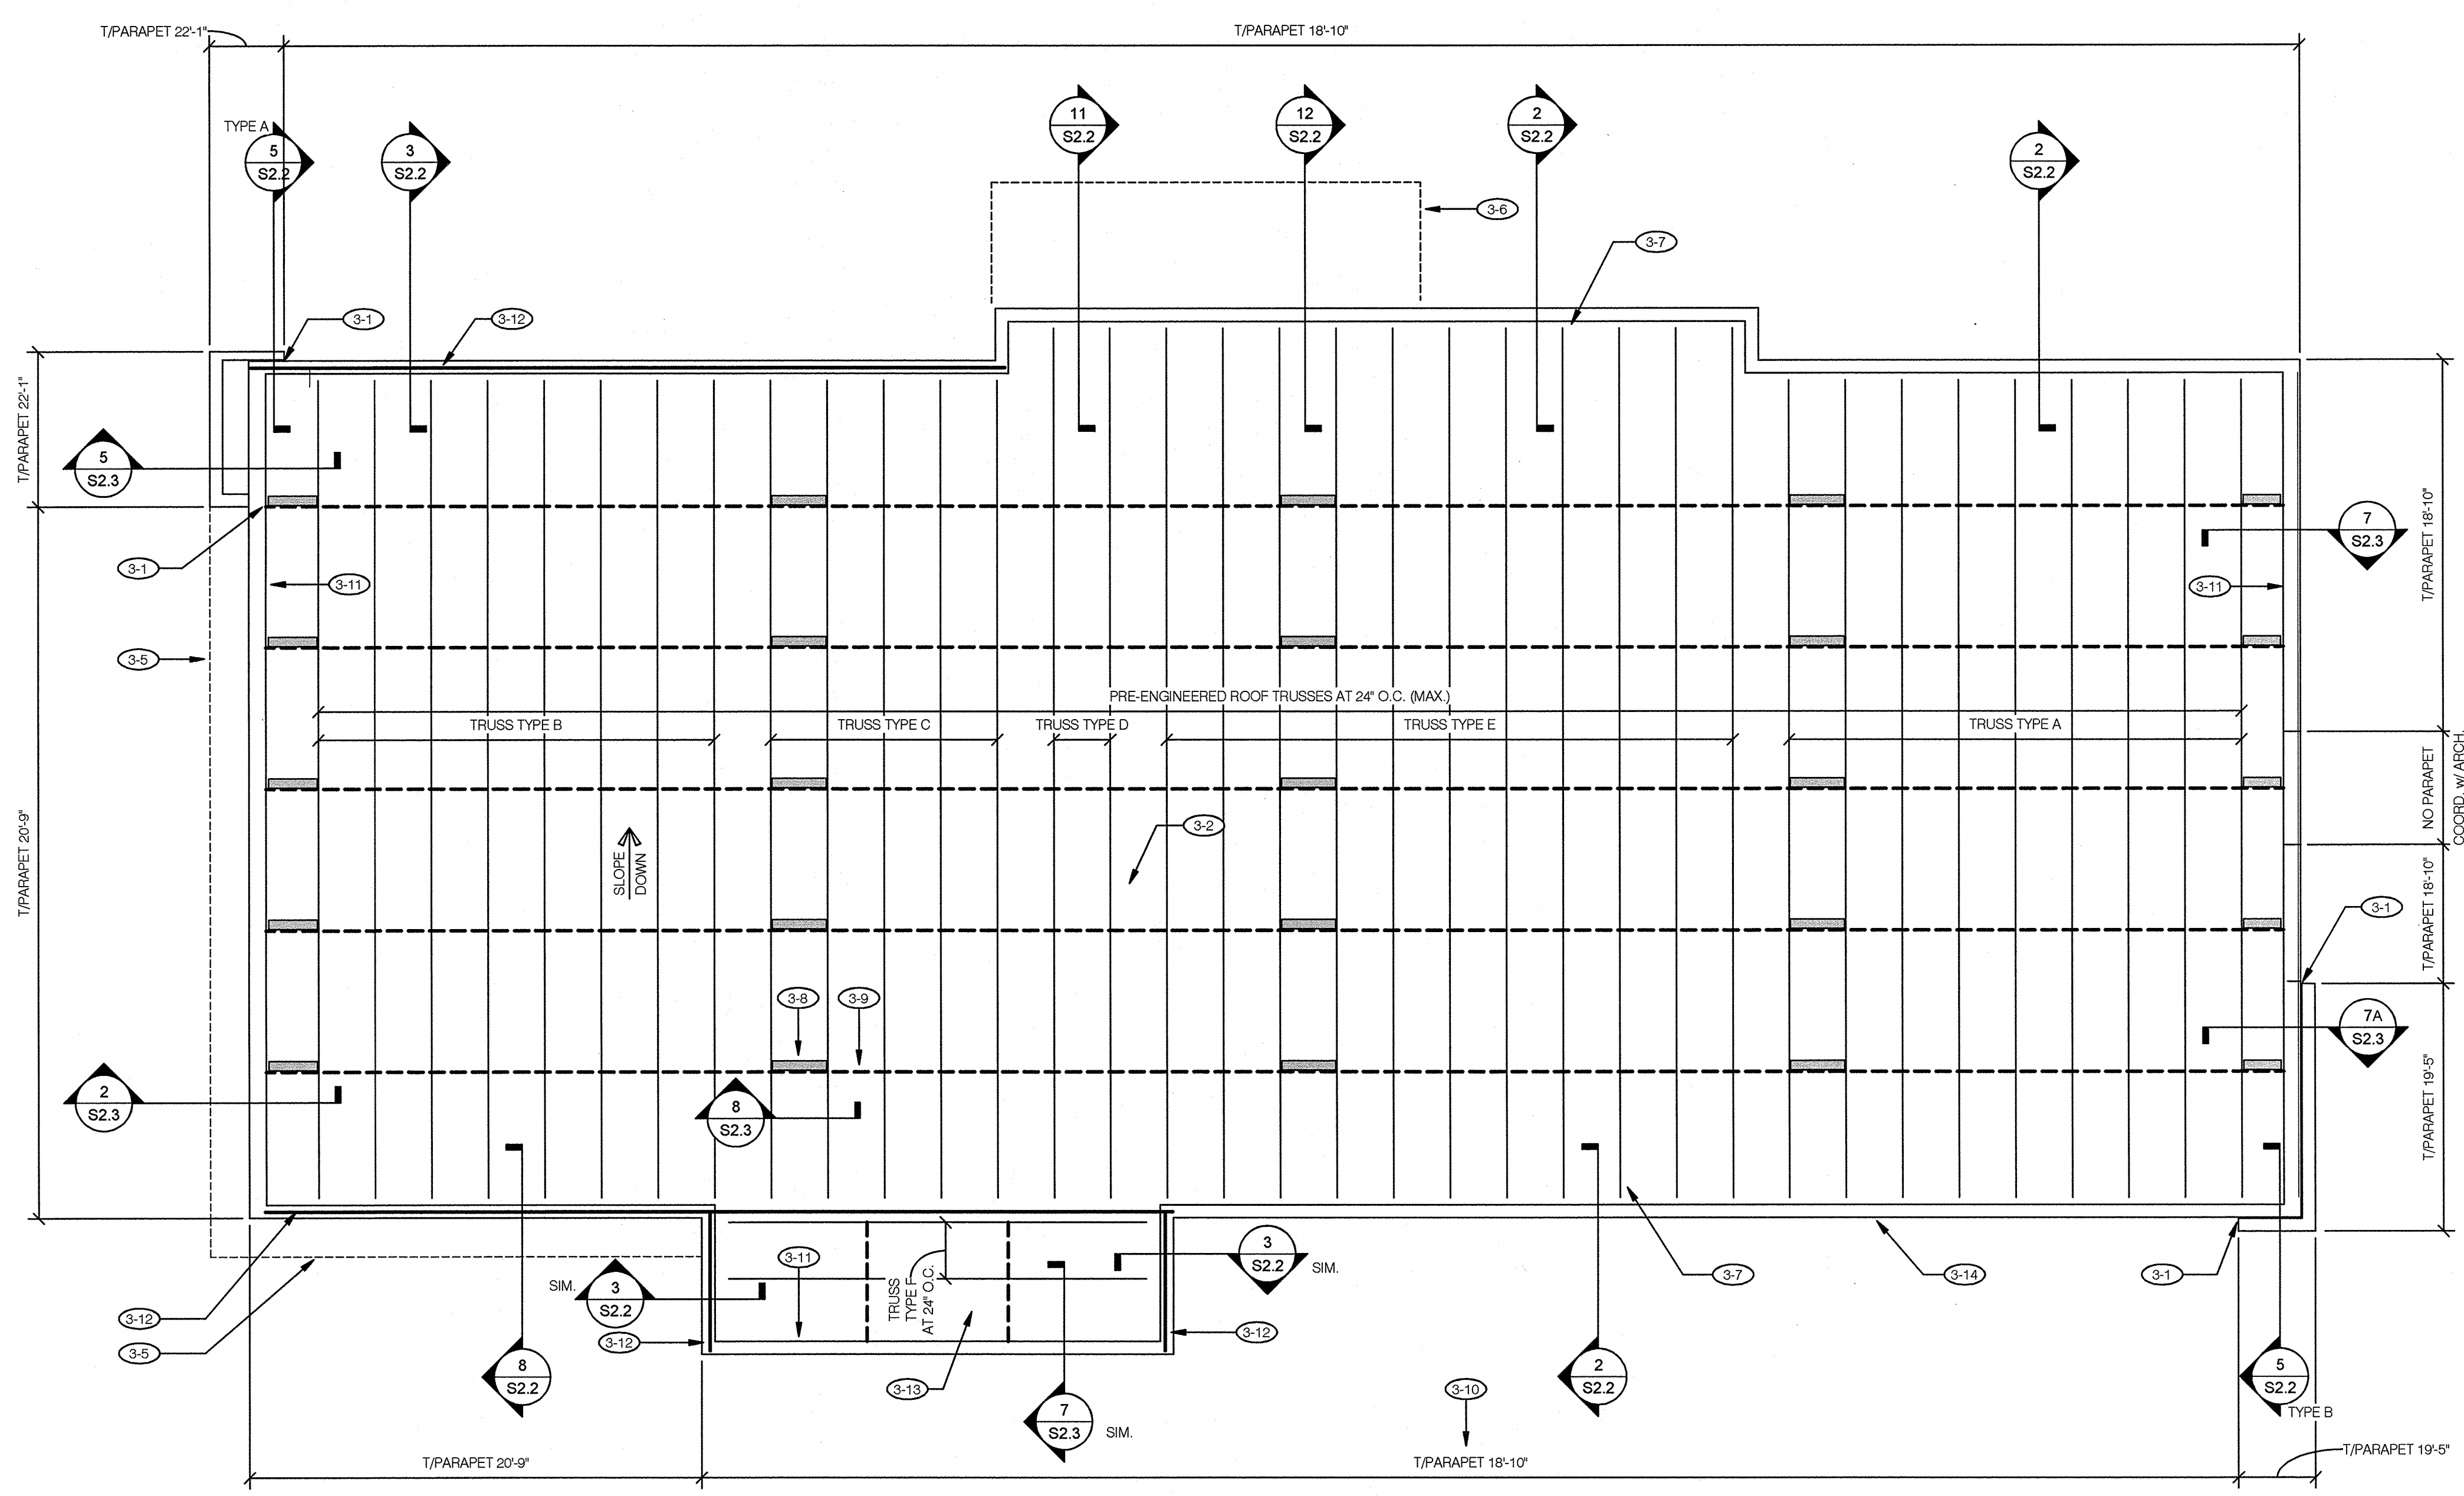 T/PARAPET 22'-1"
T/PARAPET 18'-10"
TYPE A
5
S2.2
3
S2.2
11
S2.2
12
S2.2
2
S2.2
2
S2.2
3-6
3-7
3-1
3-12
T/PARAPET 22'-1"
5
S2.3
7
S2.3
T/PARAPET 18'-10"
3-1
3-11
3-11
3-5
PRE-ENGINEERED ROOF TRUSSES AT 24" O.C. (MAX.)
TRUSS TYPE B
TRUSS TYPE C
TRUSS TYPE D
TRUSS TYPE E
TRUSS TYPE A
NO PARAPET
COORD. w/ ARCH.
3-2
SLOPE
DOWN
T/PARAPET 20'-9"
T/PARAPET 18'-10"
3-1
3-8
3-9
2
S2.3
8
S2.3
7A
S2.3
T/PARAPET 19'-5"
3-11
TRUSS
TYPE F
AT 24" O.C.
3
S2.2
SIM.
SIM.
3
S2.2
3-7
3-14
3-1
3-12
3-5
3-12
3-12
8
S2.2
3-13
7
S2.3
SIM.
3-10
2
S2.2
5
S2.2
TYPE B
T/PARAPET 20'-9"
T/PARAPET 18'-10"
T/PARAPET 19'-5"